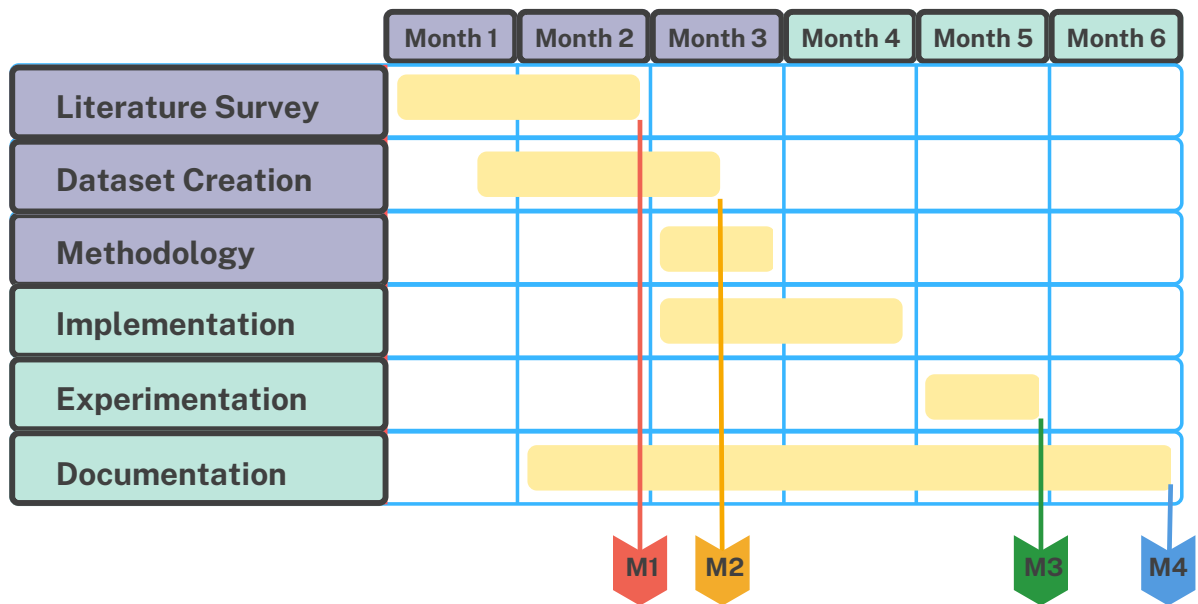 Month 1 Month 2 Month 3 Month 4 Month 5 Month 6
Literature Survey
Dataset Creation
Methodology
Implementation
Experimentation
Documentation
M1 M2 M3 M4